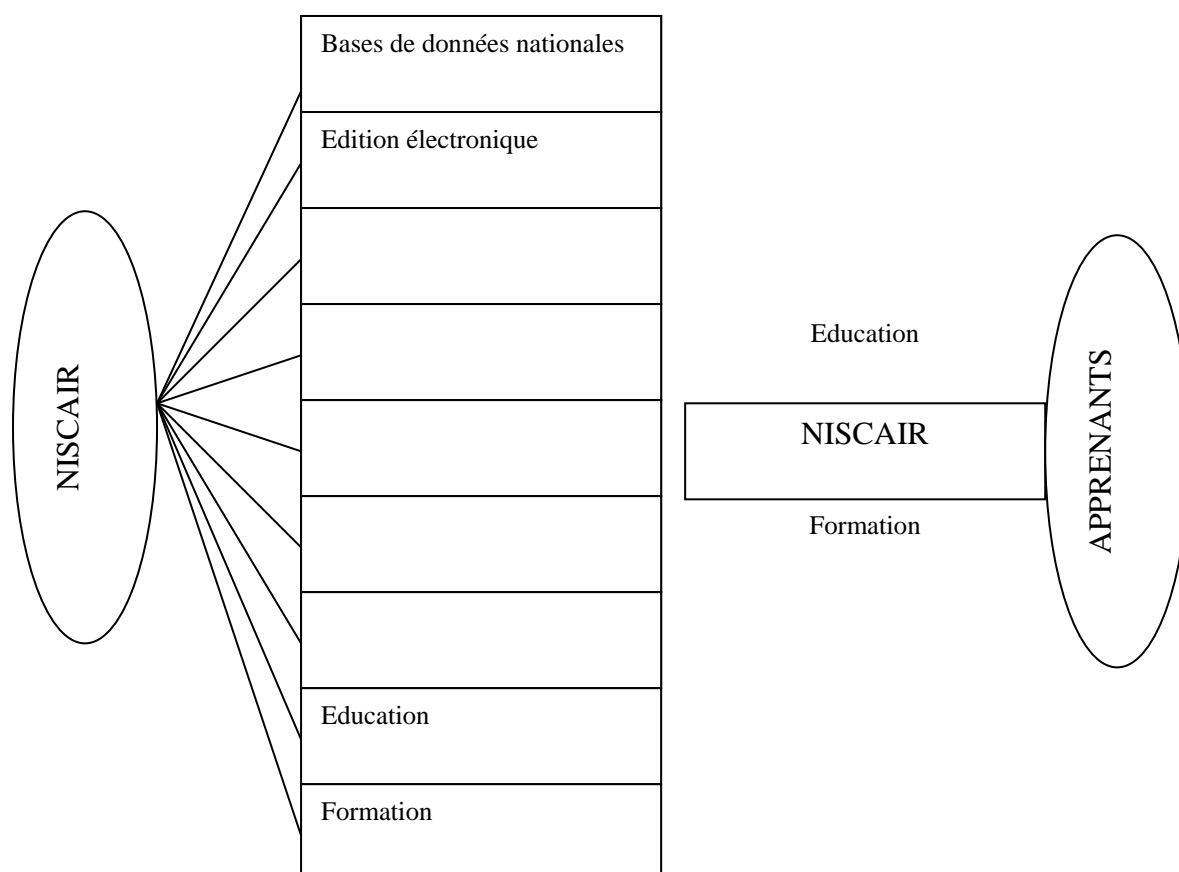 Bases de données nationales
Edition électronique
NISCAIR
Education
Formation
Education
NISCAIR
Formation
APPRENANTS